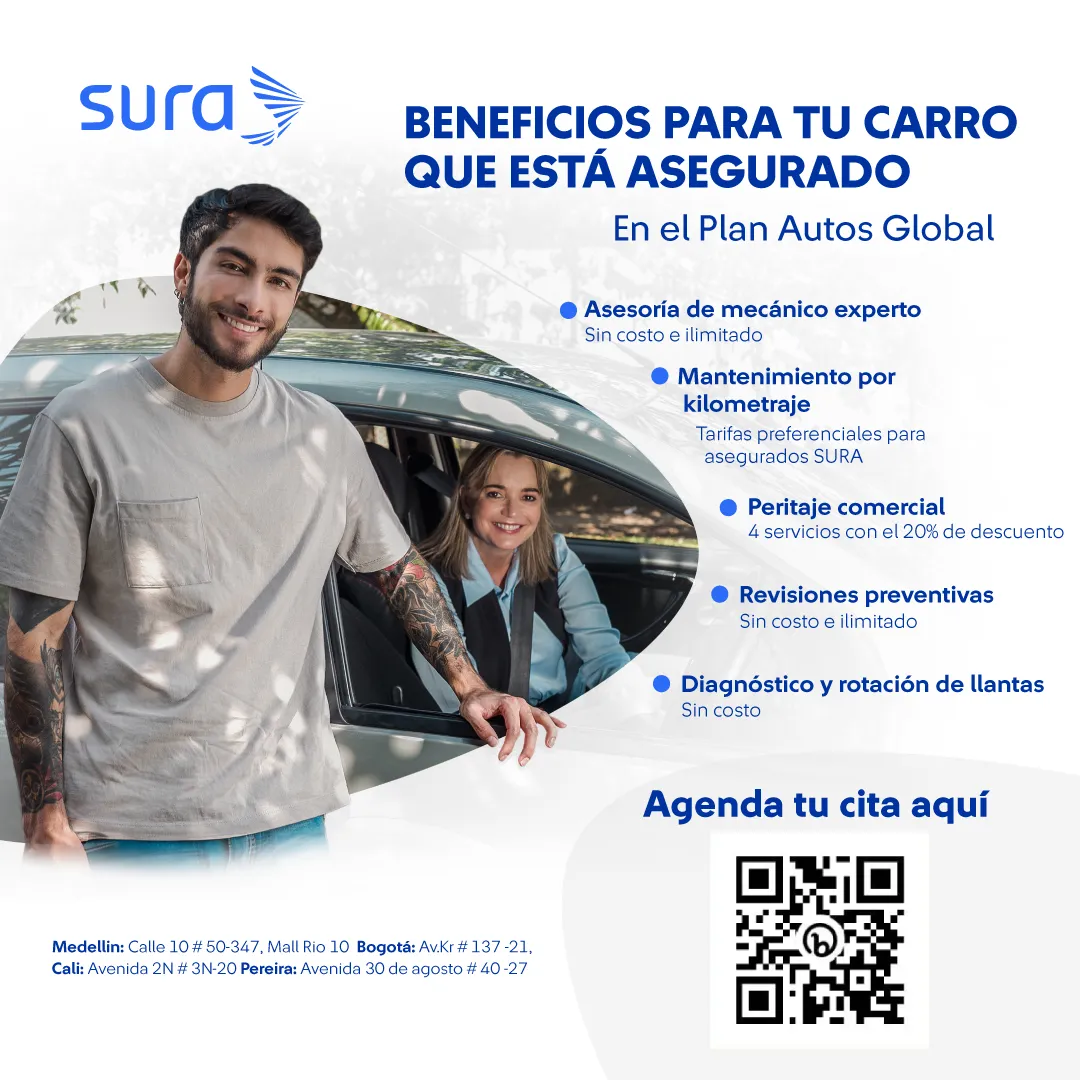 sura
BENEFICIOS PARA TU CARRO
QUE ESTÁ ASEGURADO
En el Plan Autos Global
Asesoría de mecánico experto
Sin costo e ilimitado
Mantenimiento por
kilometraje
Tarifas preferenciales para
asegurados SURA
Peritaje comercial
4 servicios con el 20% de descuento
Revisiones preventivas
Sin costo e ilimitado
Diagnóstico y rotación de llantas
Sin costo
Agenda tu cita aquí
b
Medellin: Calle 10 # 50-347, Mall Rio 10 Bogotá: Av.Kr # 137 -21,
Cali: Avenida 2N # 3N-20 Pereira: Avenida 30 de agosto # 40 -27